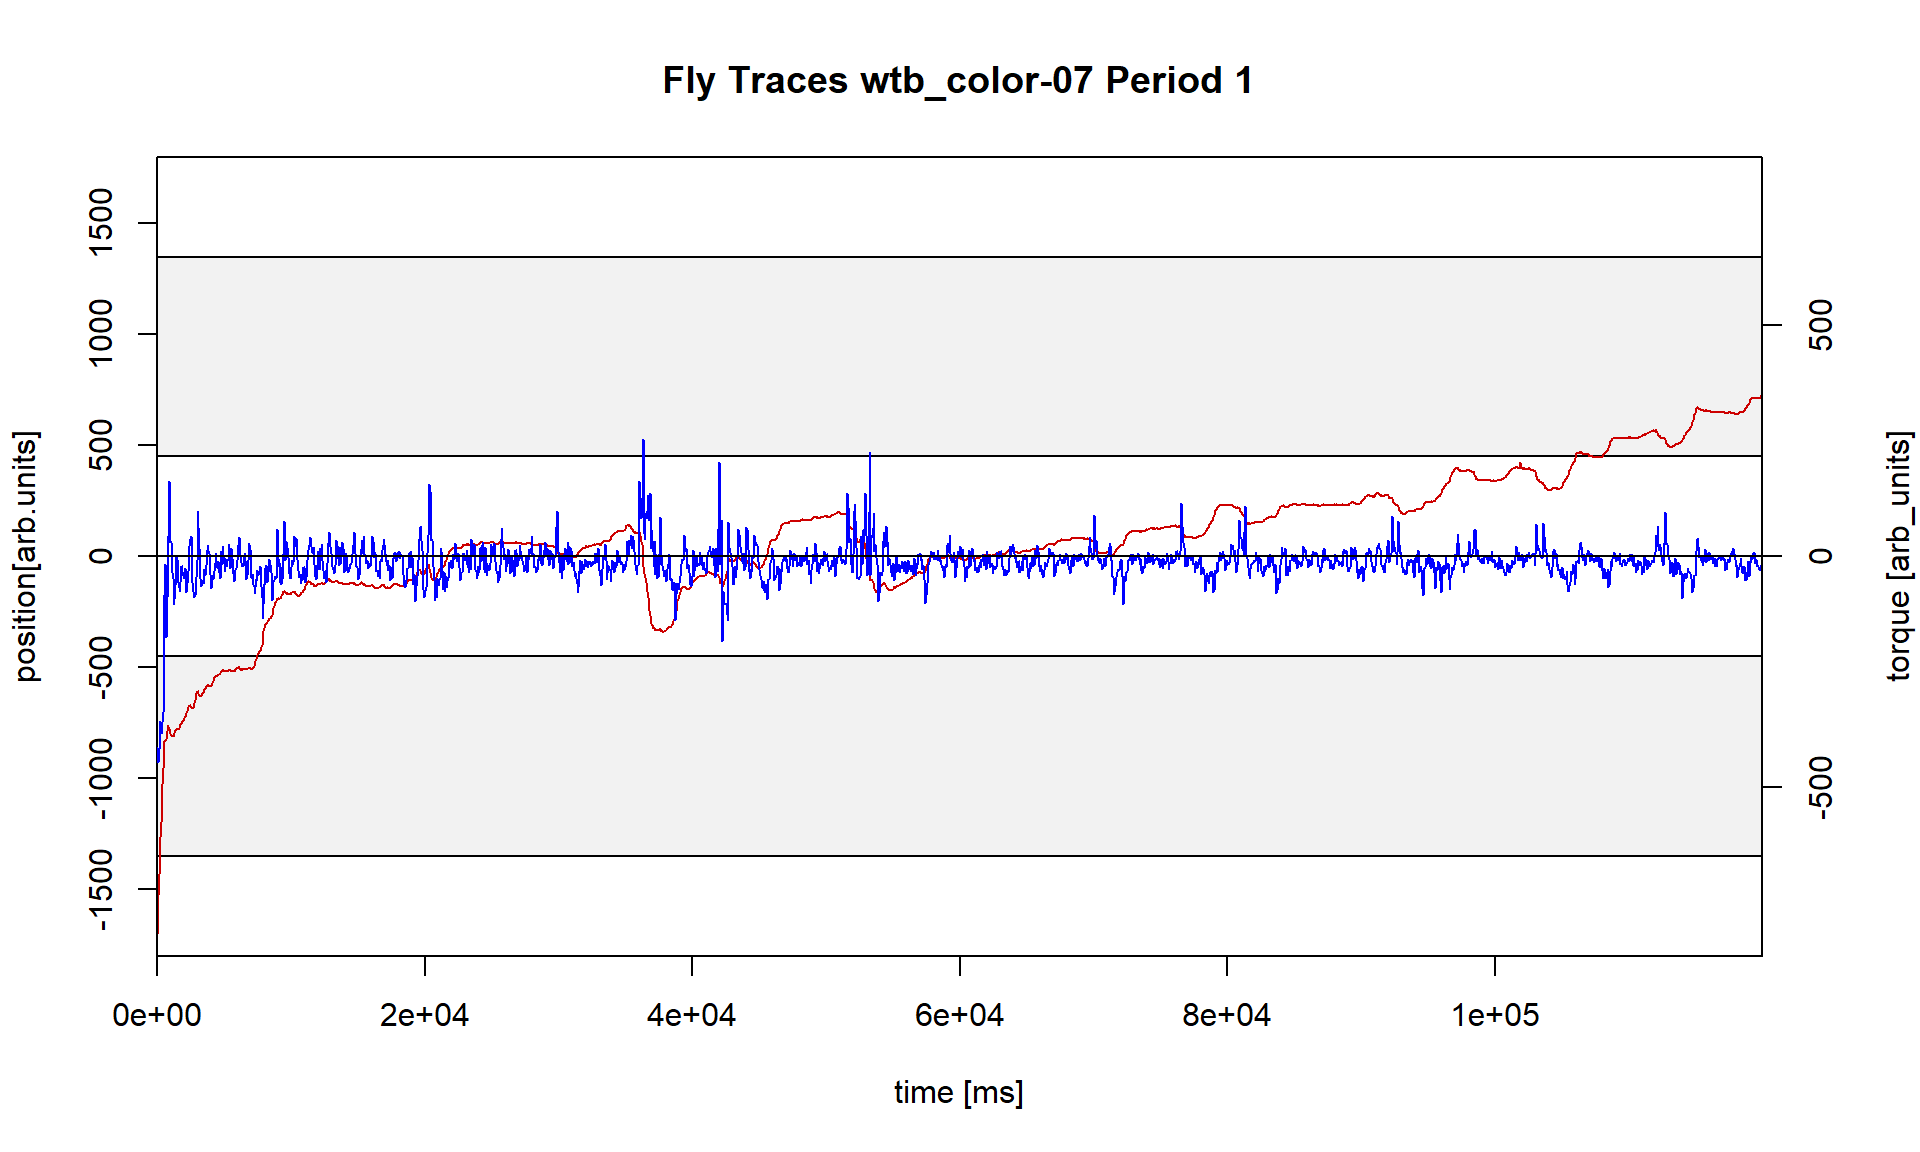 Fly Traces wtb_color-07 Period 1
position[arb.units]
1500
1000
500
0
-500
-1000
-1500
500
0
-500
torque [arb_units]
0e+00 2e+04 4e+04 6e+04 8e+04 1e+05
time [ms]